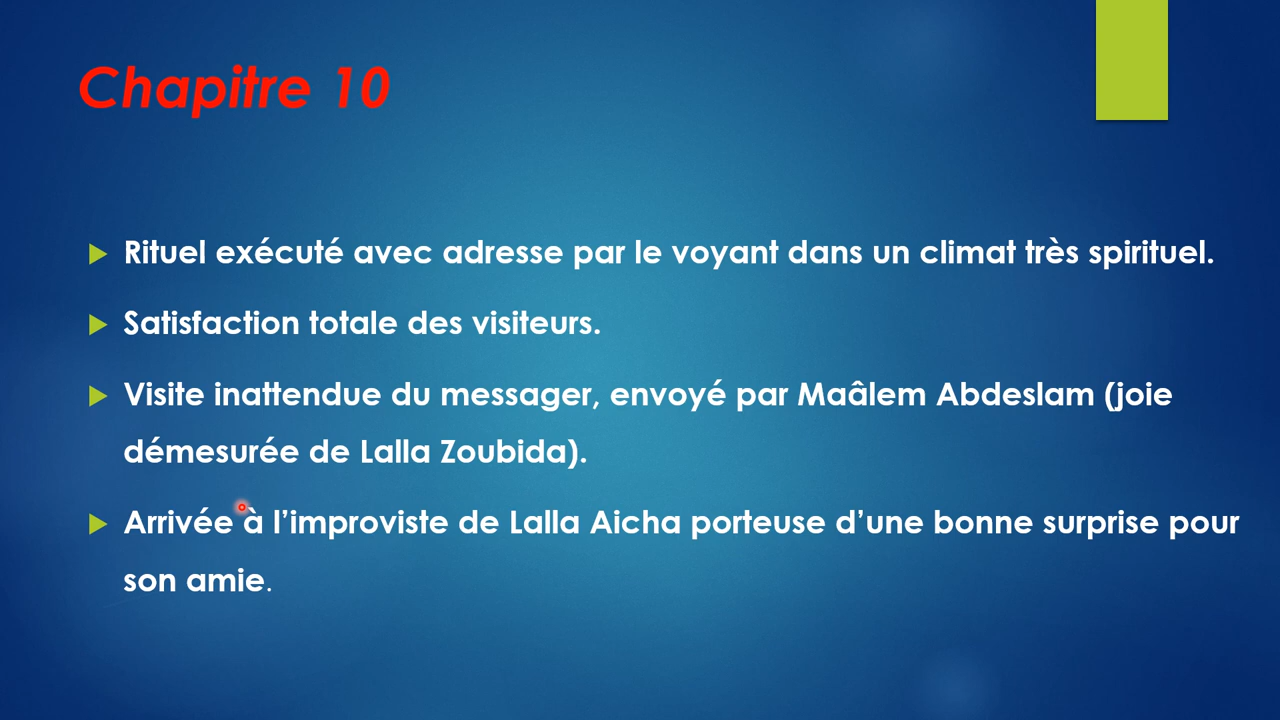 Chapitre 10
Rituel exécuté avec adresse par le voyant dans un climat très spirituel.
Satisfaction totale des visiteurs.
Visite inattendue du messager, envoyé par Maâlem Abdeslam (joie
démesurée de Lalla Zoubida).
Arrivée à l’improviste de Lalla Aicha porteuse d’une bonne surprise pour
son amie.